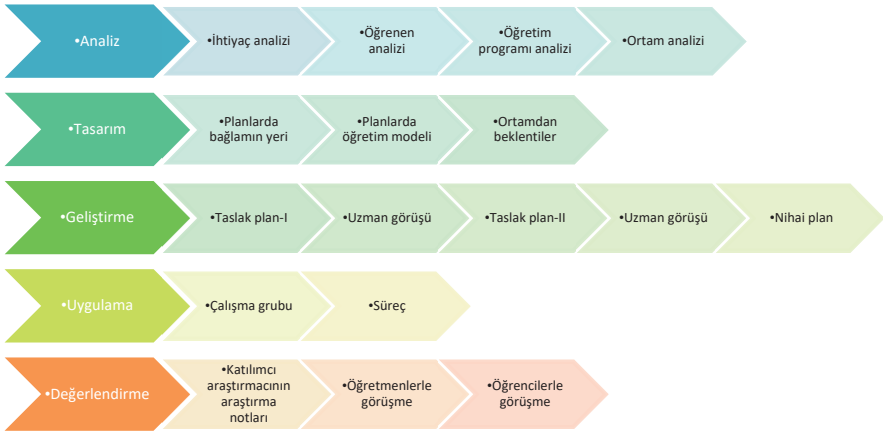 •Analiz
•İhtiyaç analizi
•Öğrenen
analizi
•Öğretim
programı analizi
•Ortam analizi
•Tasarım
•Planlarda
bağlamın yeri
•Planlarda
öğretim modeli
•Ortamdan
beklentiler
•Geliştirme
•Taslak plan-I
•Uzman görüşü
•Taslak plan-II
•Uzman görüşü
•Nihai plan
•Uygulama
•Çalışma grubu
•Süreç
•Değerlendirme
•Katılımcı
araştırmacının
araştırma
notları
•Öğretmenlerle
görüşme
•Öğrencilerle
görüşme